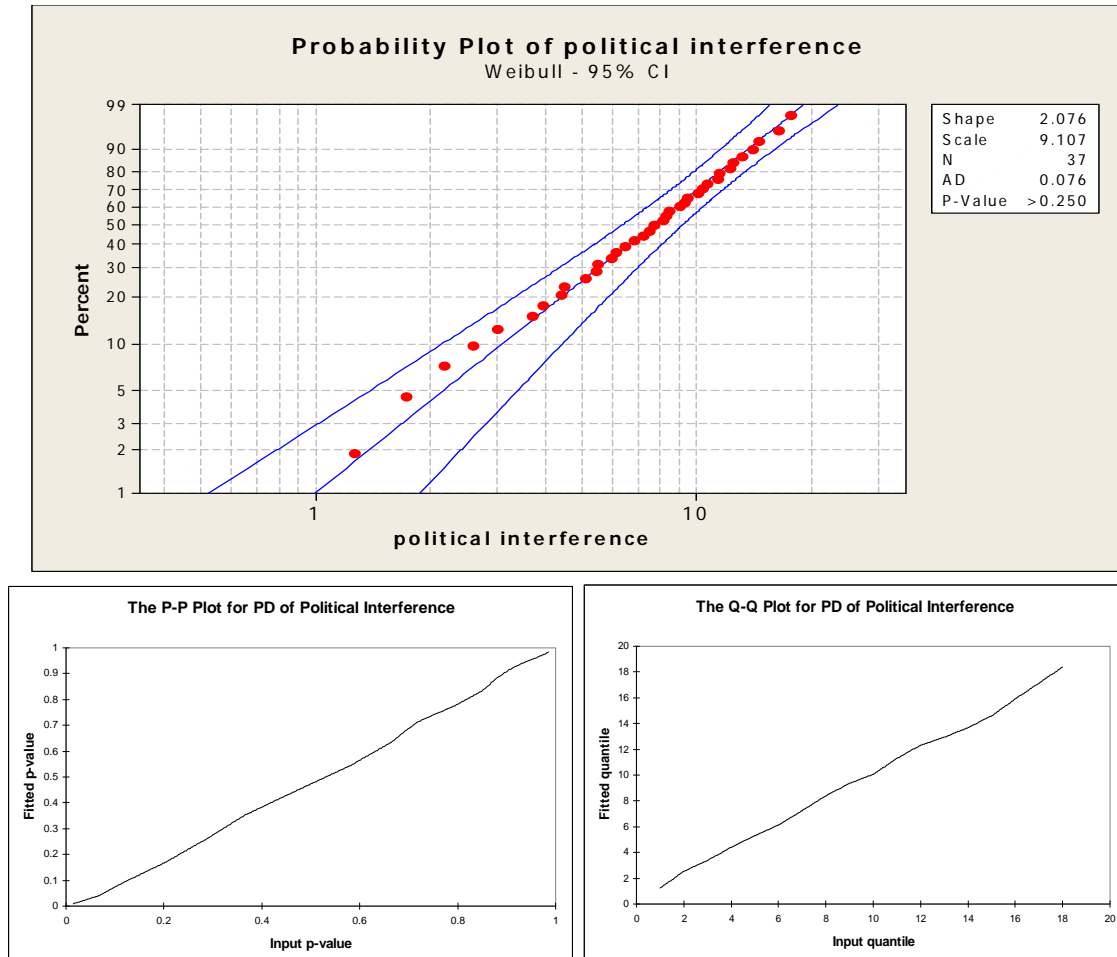 Probability Plot of political interference
Weibull - 95% CI
Shape 2.076
Scale 9.107
N 37
AD 0.076
P-Value >0.250
Percent
99
90
80
70
60
50
40
30
20
10
5
3
2
1
1 10
political interference
The P-P Plot for PD of Political Interference
Fitted p-value
1
0.9
0.8
0.7
0.6
0.5
0.4
0.3
0.2
0.1
0
0 0.2 0.4 0.6 0.8 1
Input p-value
The Q-Q Plot for PD of Political Interference
Fitted quantile
20
18
16
14
12
10
8
6
4
2
0
0 2 4 6 8 10 12 14 16 18 20
Input quantile